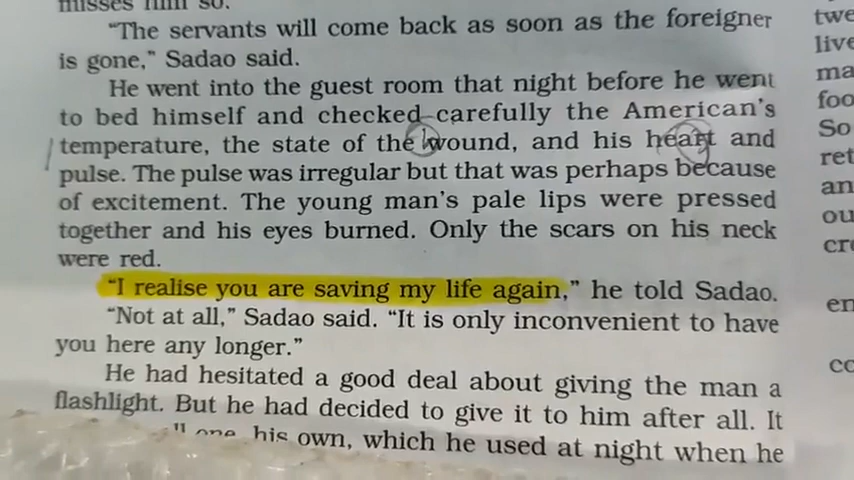 misses him so.
"The servants will come back as soon as the foreigner
is gone," Sadao said.
He went into the guest room that night before he went
to bed himself and checked carefully the American's
temperature, the state of the wound, and his heart and
pulse. The pulse was irregular but that was perhaps because
of excitement. The young man's pale lips were pressed
together and his eyes burned. Only the scars on his neck
were red.
"I realise you are saving my life again," he told Sadao.
"Not at all," Sadao said. "It is only inconvenient to have
you here any longer."
He had hesitated a good deal about giving the man a
flashlight. But he had decided to give it to him after all. It
one, his own, which he used at night when he